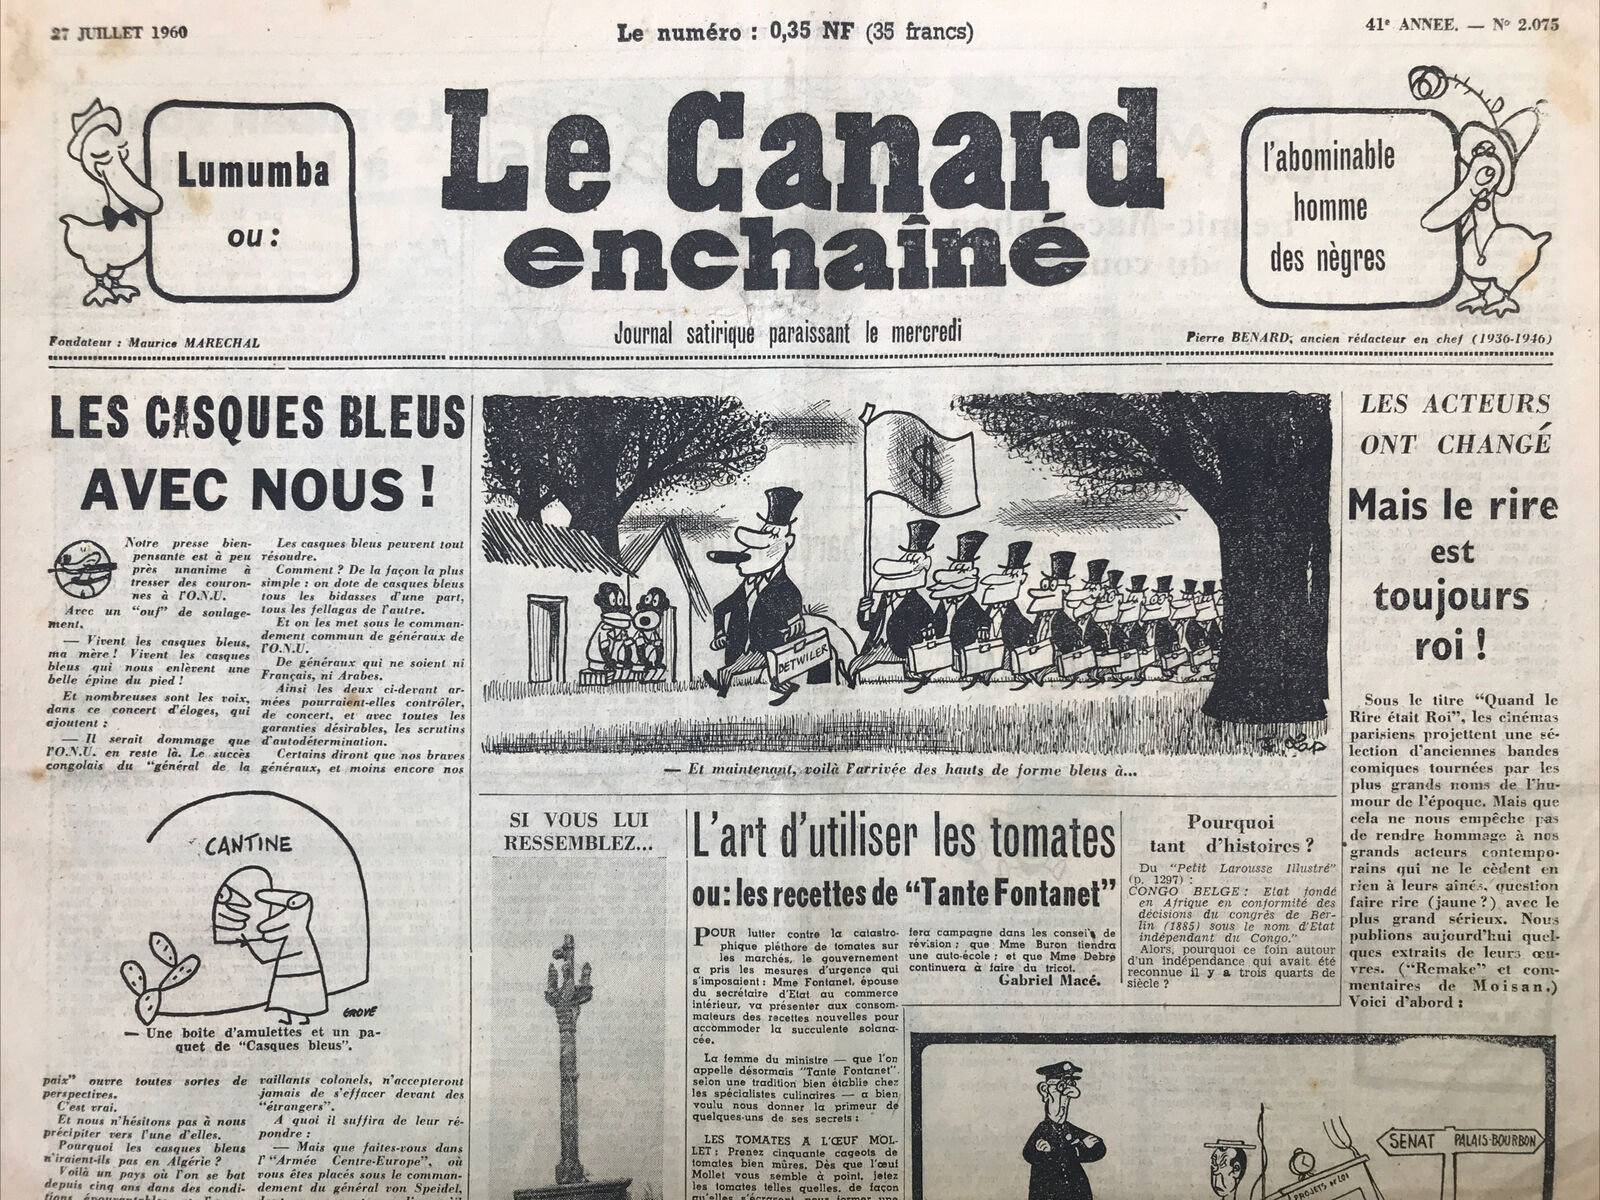 27 JUILLET 1960
Le numéro : 0,35 NF (35 francs)
41e ANNEE. — No 2.075
Lumumba
ou :
Le Canard
enchaîné
l'abominable
homme
des nègres
Fondateur : Maurice MARECHAL
Journal satirique paraissant le mercredi
Pierre BENARD, ancien rédacteur en chef (1936-1946)
LES CASQUES BLEUS
AVEC NOUS !
Notre presse bien-
pensante est à peu
près unanime à
tresser des couron-
nes à l'O.N.U.
Avec un "ouf" de soulage-
ment.
— Vivent les casques bleus,
ma mère ! Vivent les casques
bleus qui nous enlèvent une
belle épine du pied !
Et nombreuses sont les voix,
dans ce concert d'éloges, qui
ajoutent :
— Il serait dommage que
l'O.N.U. en reste là. Le succès
congolais du "général de la
Les casques bleus peuvent tout
résoudre.
Comment ? De la façon la plus
simple : on dote de casques bleus
tous les bidasses d'une part,
tous les fellagas de l'autre.
Et on les met sous le comman-
dement commun de généraux de
l'O.N.U.
De généraux qui ne soient ni
Français, ni Arabes.
Ainsi les deux ci-devant ar-
mées pourraient-elles contrôler,
de concert, et avec toutes les
garanties désirables, les scrutins
d'autodétermination.
Certains diront que nos braves
généraux, et moins encore nos
CANTINE
GROVE
— Une boîte d'amulettes et un pa-
quet de "Casques bleus".
paix" ouvre toutes sortes de
perspectives.
C'est vrai.
Et nous n'hésitons pas à nous
précipiter vers l'une d'elles.
Pourquoi les casques bleus
n'iraient-ils pas en Algérie ?
Voilà un pays où l'on se bat
depuis cinq ans dans des condi-
vaillants colonels, n'accepteront
jamais de s'effacer devant des
"étrangers".
A quoi il suffira de leur ré-
pondre :
— Mais que faites-vous dans
l'"Armée Centre-Europe", où
vous êtes placés sous le comman-
dement du général von Speidel,
$
DETWILER
— Et maintenant, voilà l'arrivée des hauts de forme bleus à...
SI VOUS LUI
RESSEMBLEZ...
L'art d'utiliser les tomates
ou : les recettes de "Tante Fontanet"
POUR lutter contre la catastro-
phique pléthore de tomates sur
les marchés, le gouvernement
a pris les mesures d'urgence qui
s'imposaient : Mme Fontanet, épouse
du secrétaire d'Etat au commerce
intérieur, va présenter aux consom-
mateurs des recettes nouvelles pour
accommoder la succulente solana-
cée.
La femme du ministre — que l'on
appelle désormais "Tante Fontanet",
selon une tradition bien établie chez
les spécialistes culinaires — a bien
voulu nous donner la primeur de
quelques-uns de ses secrets :
LES TOMATES A L'ŒUF MOL-
LET : Prenez cinquante cageots de
tomates bien mûres. Dès que l'œuf
Mollet vous semble à point, jetez
les tomates telles quelles, de façon
fera campagne dans les conseils de
révision ; que Mme Buron tiendra
une auto-école ; et que Mme Debré
continuera à faire du tricot.
Gabriel Macé.
Pourquoi
tant d'histoires ?
Du "Petit Larousse Illustré"
(p. 1297) :
CONGO BELGE : Etat fondé
en Afrique en conformité des
décisions du congrès de Ber-
lin (1885) sous le nom d'Etat
indépendant du Congo."
Alors, pourquoi ce foin autour
d'un indépendance qui avait été
reconnue il y a trois quarts de
siècle ?
LES ACTEURS
ONT CHANGÉ
Mais le rire
est
toujours
roi !
Sous le titre "Quand le
Rire était Roi", les cinémas
parisiens projettent une sé-
lection d'anciennes bandes
comiques tournées par les
plus grands noms de l'hu-
mour de l'époque. Mais que
cela ne nous empêche pas
de rendre hommage à nos
grands acteurs contempo-
rains qui ne le cèdent en
rien à leurs aînés, question
faire rire (jaune ?) avec le
plus grand sérieux. Nous
publions aujourd'hui quel-
ques extraits de leurs œu-
vres. ("Remake" et com-
mentaires de Moisan.)
Voici d'abord :
SENAT
PALAIS-BOURBON
PROJETS DE LOI